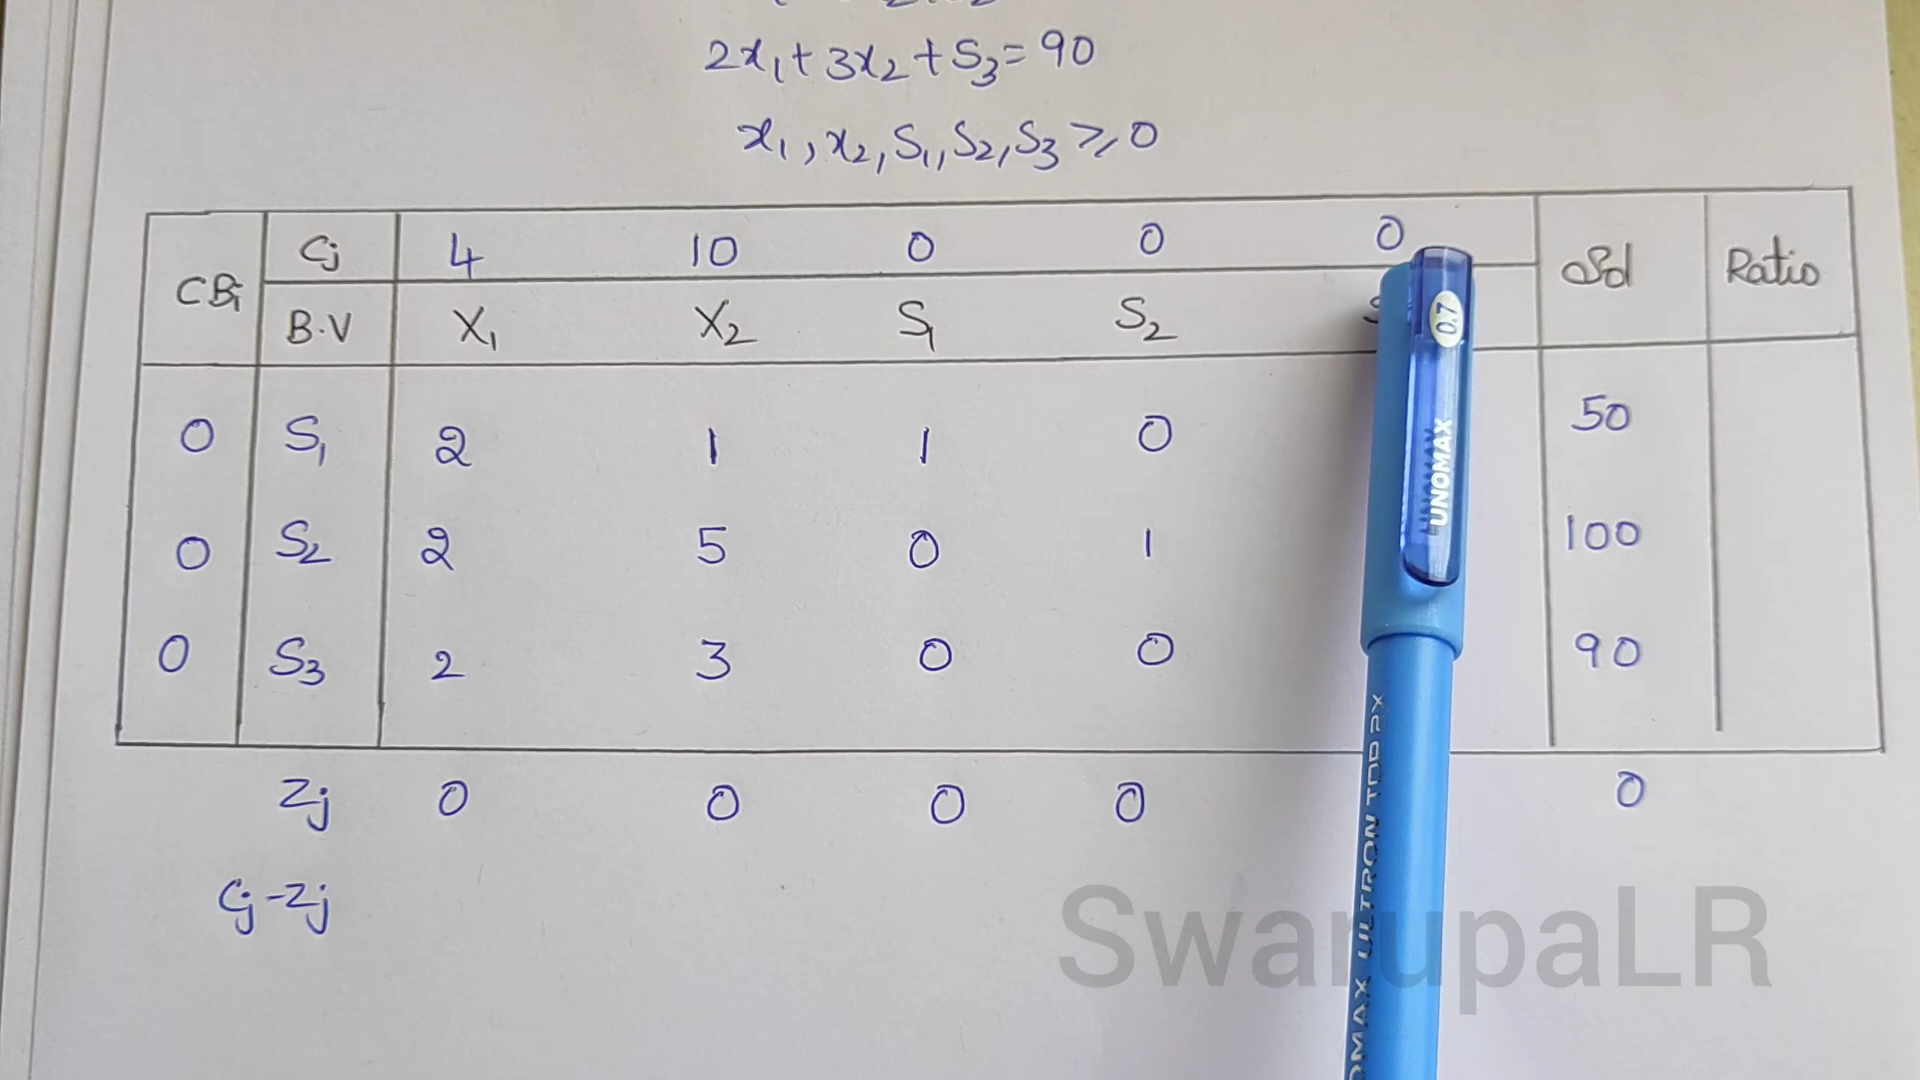 2x₁+3x₂+S₃=90
x₁,x₂,S₁,S₂,S₃≥0
CBi Cj 4 10 0 0 0 Sol Ratio
B.V X₁ X₂ S₁ S₂ S
0 S₁ 2 1 1 0 50
0 S₂ 2 5 0 1 100
0 S₃ 2 3 0 0 90
Zj 0 0 0 0 0
Cj-Zj
0.7
UNOMAX
OMAX ULTRON TOP 2X
SwarupaLR